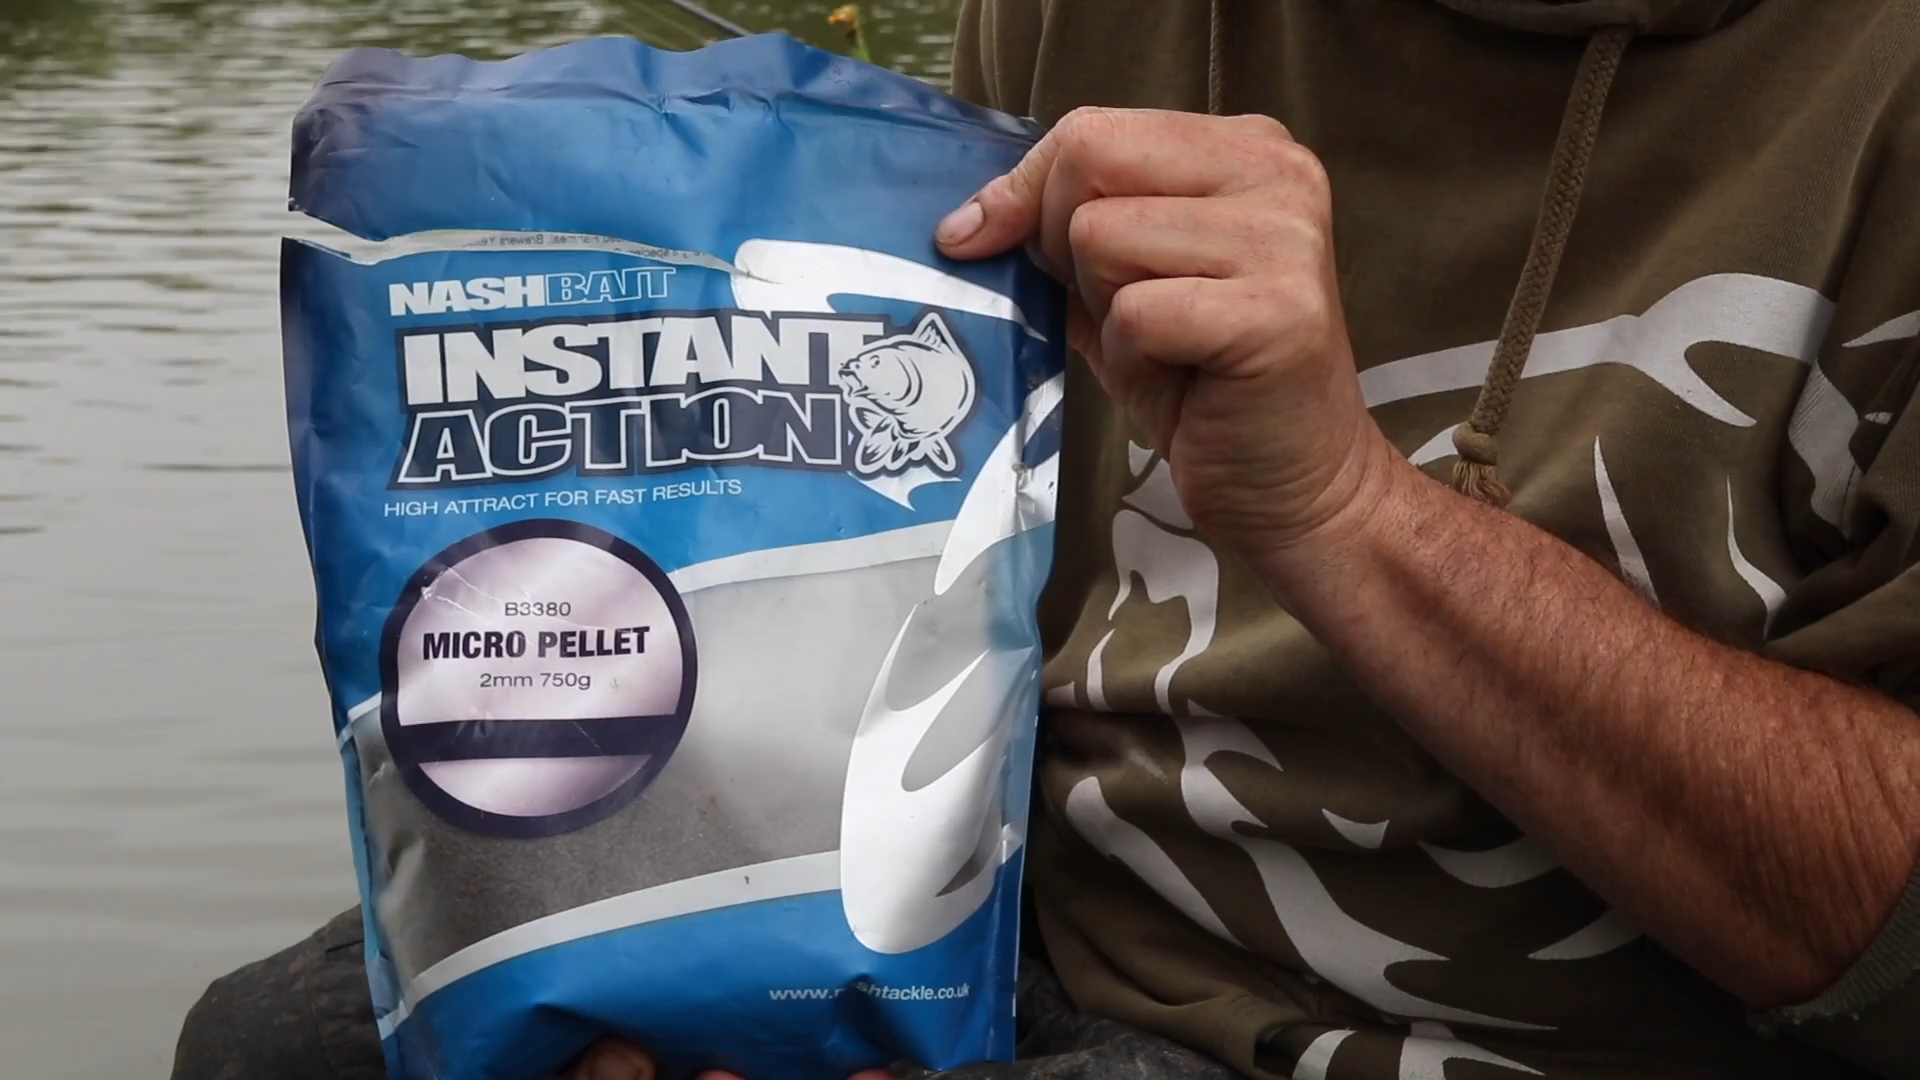 NASHBAIT
INSTANT
ACTION
HIGH ATTRACT FOR FAST RESULTS
B3380
MICRO PELLET
2mm 750g